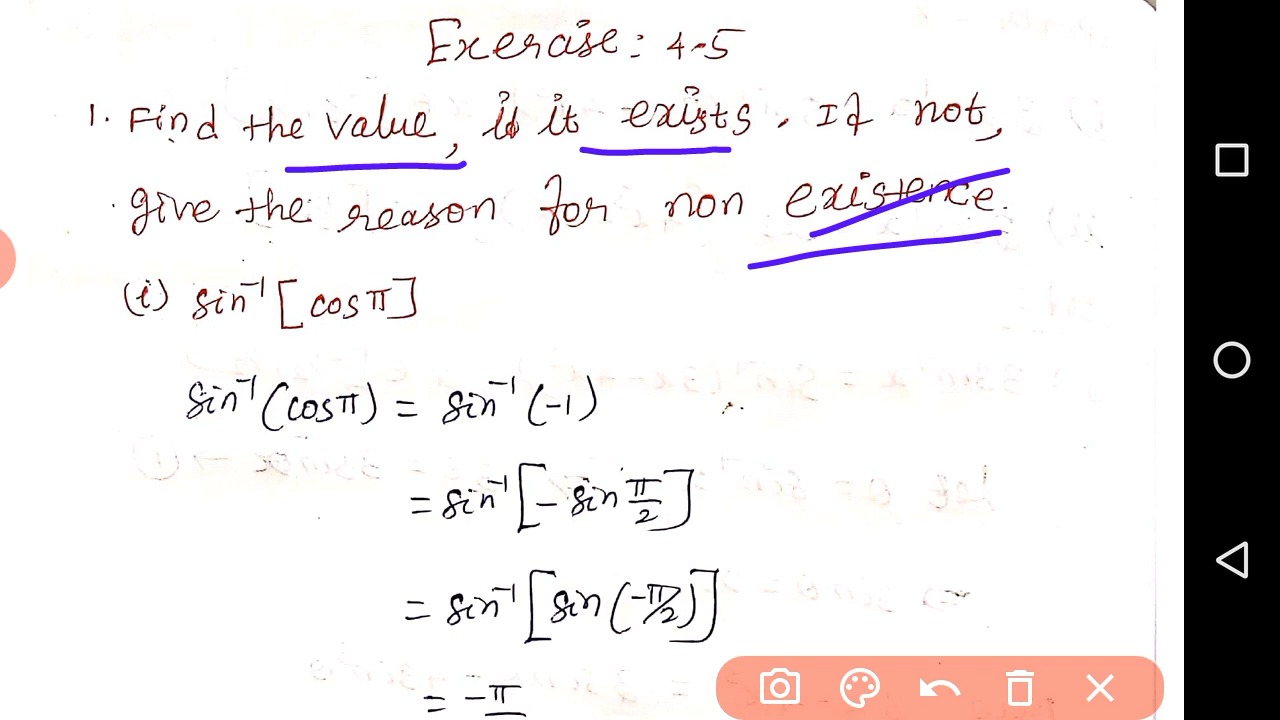 Exercise: 4.5
1. Find the value, if it exists. If not,
give the reason for non existence.
(i) sin⁻¹[cos π]
sin⁻¹(cos π) = sin⁻¹(-1)
= sin⁻¹[- sin π/2]
= sin⁻¹[sin(-π/2)]
= -π